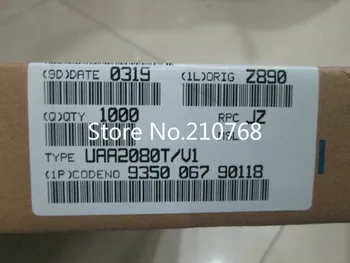 (9D)DATE 0319 (1L)ORIG Z890
(Q)QTY 1000 RPC JZ
Store No.210768
TYPE UAA2080T/V1
(1P)CODENO 9350 067 90118